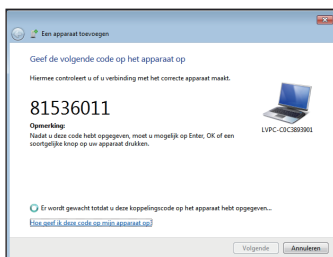 Een apparaat toevoegen
Geef de volgende code op het apparaat op
Hiermee controleert u of u verbinding met het correcte apparaat maakt.
81536011
Opmerking:
Nadat u deze code hebt opgegeven, moet u mogelijk op Enter, OK of een
soortgelijke knop op uw apparaat drukken.
LVPC-C0C3893901
Er wordt gewacht totdat u deze koppelingscode op het apparaat hebt opgegeven...
Hoe geef ik deze code op mijn apparaat op?
Volgende
Annuleren